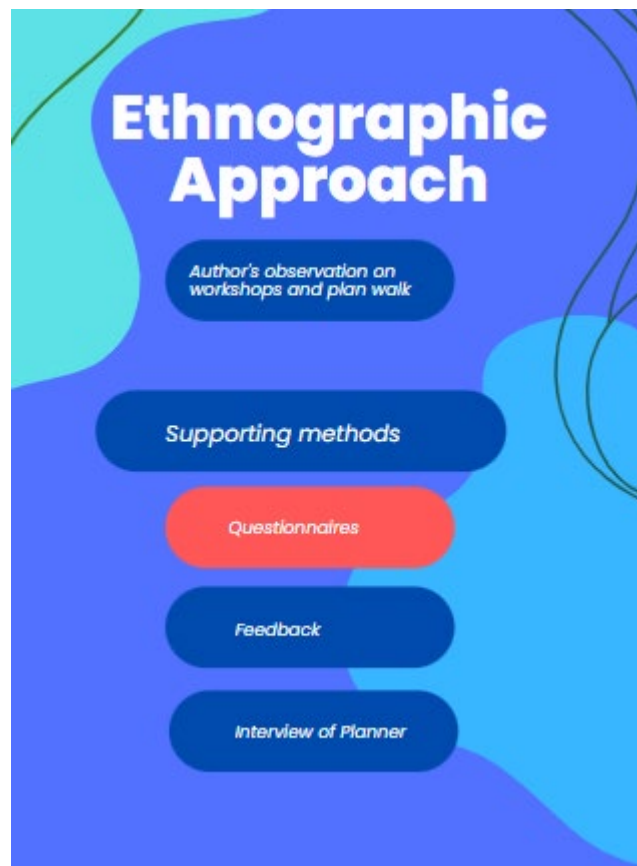 Ethnographic
Approach
Author's observation on
workshops and plan walk
Supporting methods
Questionnaires
Feedback
Interview of Planner